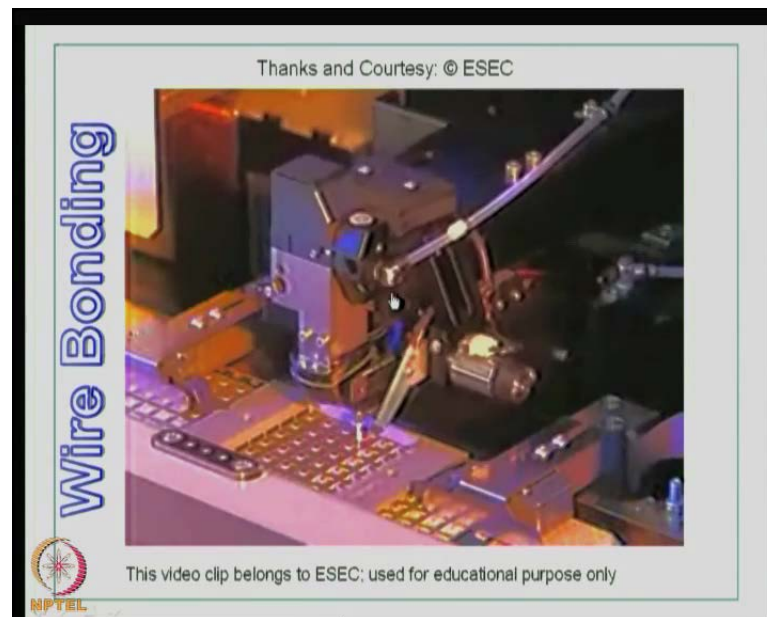 Thanks and Courtesy: © ESEC
Wire Bonding
This video clip belongs to ESEC; used for educational purpose only
NPTEL